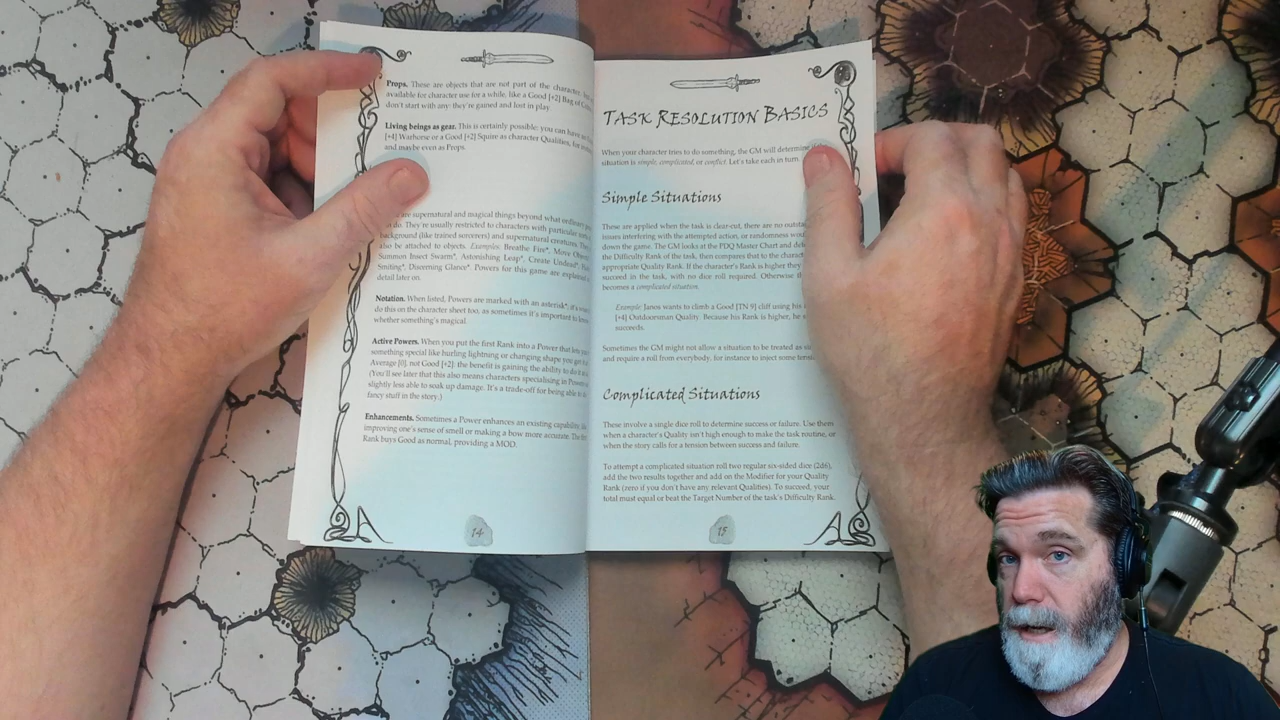 Props. These are objects that are not part of the character, but
available for character use for a while, like a Good [+2] Bag of
don't start with any: they're gained and lost in play.
Living beings as gear. This is certainly possible: you can have
[+4] Warhorse or a Good [+2] Squire as character Qualities, for
and maybe even as Props.
are supernatural and magical things beyond what ordinary
do. They're usually restricted to characters with particular
background (like trained sorcerers) and supernatural creatures.
also be attached to objects. Examples: Breathe Fire*, Move
Summon Insect Swarm*, Astonishing Leap*, Create Undead*,
Smiting*, Discerning Glance*. Powers for this game are explained
detail later on.
Notation. When listed, Powers are marked with an asterisk*:
do this on the character sheet too, as sometimes it's important to
whether something's magical.
Active Powers. When you put the first Rank into a Power that lets
something special like hurling lightning or changing shape you
Average [0], not Good [+2]: the benefit is gaining the ability to
(You'll see later that this also means characters specialising in Powers
slightly less able to soak up damage. It's a trade-off for being able to
fancy stuff in the story.)
Enhancements. Sometimes a Power enhances an existing capability,
improving one's sense of smell or making a bow more accurate. The
Rank buys Good as normal, providing a MOD.
14
TASK RESOLUTION BASICS
When your character tries to do something, the GM will determine
situation is simple, complicated, or conflict. Let's take each in turn.
Simple Situations
These are applied when the task is clear-cut, there are no
issues interfering with the attempted action, or randomness
down the game. The GM looks at the PDQ Master Chart and
the Difficulty Rank of the task, then compares that to the
appropriate Quality Rank. If the character's Rank is higher they
succeed in the task, with no dice roll required. Otherwise
becomes a complicated situation.
Example: Janos wants to climb a Good [TN 9] cliff using his
[+4] Outdoorsman Quality. Because his Rank is higher, he
succeeds.
Sometimes the GM might not allow a situation to be treated as
and require a roll from everybody, for instance to inject some
Complicated Situations
These involve a single dice roll to determine success or failure. Use them
when a character's Quality isn't high enough to make the task routine, or
when the story calls for a tension between success and failure.
To attempt a complicated situation roll two regular six-sided dice (2d6),
add the two results together and add on the Modifier for your Quality
Rank (zero if you don't have any relevant Qualities). To succeed, your
total must equal or beat the Target Number of the task's Difficulty Rank.
15